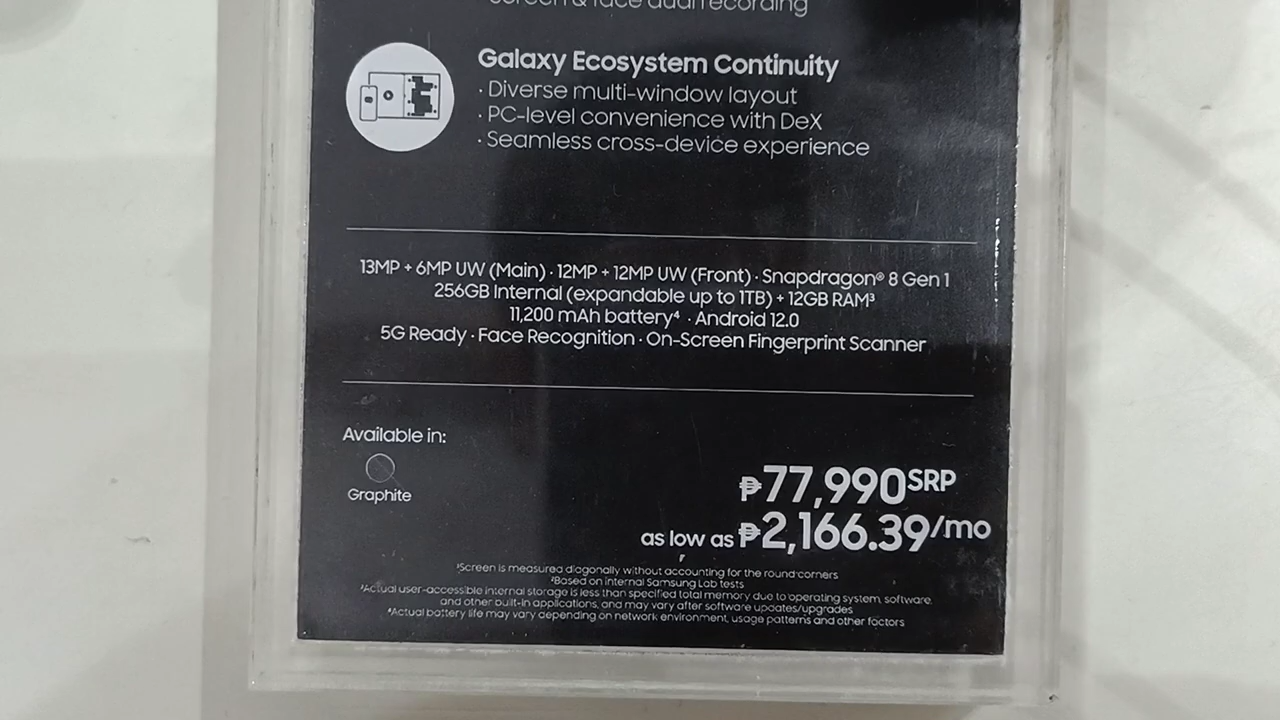 screen & face dual recording
Galaxy Ecosystem Continuity
· Diverse multi-window layout
· PC-level convenience with DeX
· Seamless cross-device experience
13MP + 6MP UW (Main) · 12MP + 12MP UW (Front) · Snapdragon® 8 Gen 1
256GB Internal (expandable up to 1TB) + 12GB RAM³
11,200 mAh battery⁴ · Android 12.0
5G Ready · Face Recognition · On-Screen Fingerprint Scanner
Available in:
Graphite
₱77,990 SRP
as low as ₱2,166.39/mo
¹Screen is measured diagonally without accounting for the round corners
²Based on internal Samsung Lab tests
³Actual user-accessible internal storage is less than specified total memory due to operating system, software,
and other built-in applications, and may vary after software updates/upgrades
⁴Actual battery life may vary depending on network environment, usage patterns and other factors